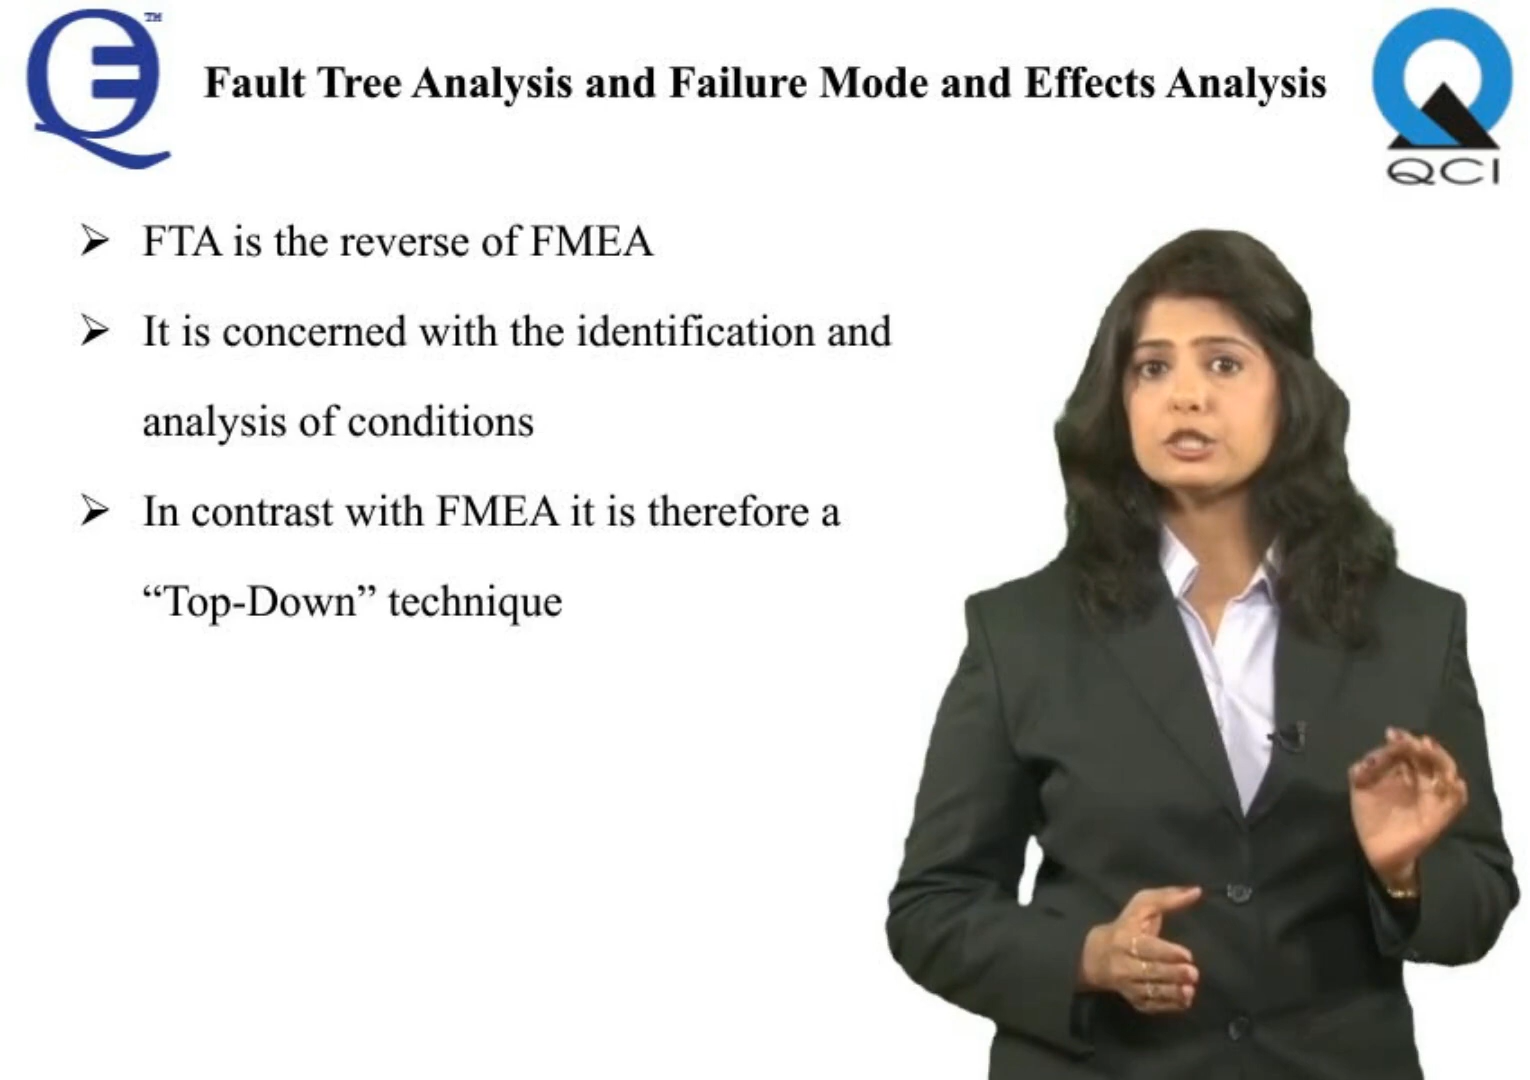 TM
Fault Tree Analysis and Failure Mode and Effects Analysis
QCI
➢ FTA is the reverse of FMEA
➢ It is concerned with the identification and
analysis of conditions
➢ In contrast with FMEA it is therefore a
“Top-Down” technique